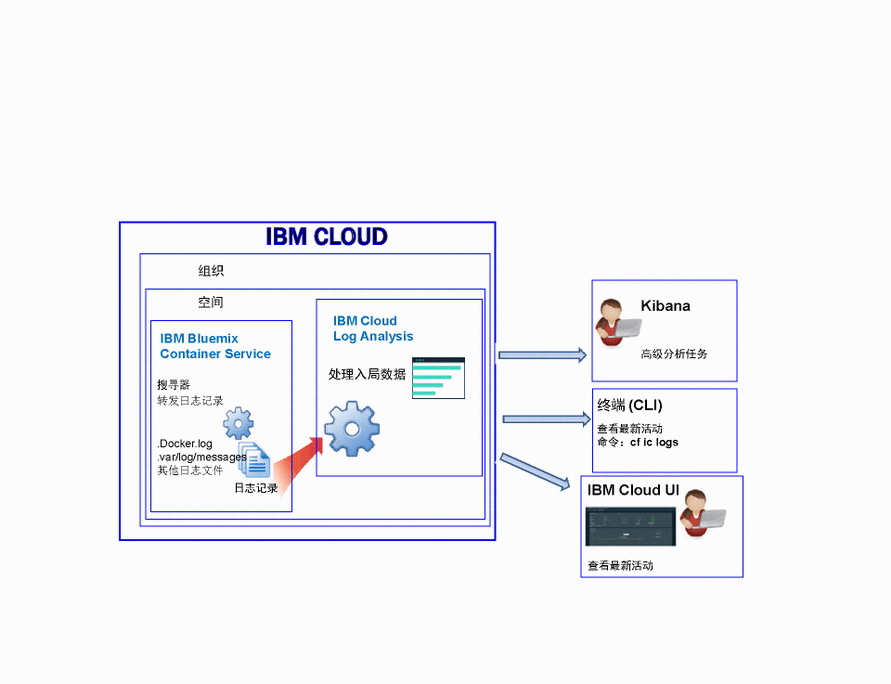 IBM CLOUD
组织
空间
IBM Bluemix
Container Service
搜寻器
转发日志记录
.Docker.log
.var/log/messages
其他日志文件
日志记录
IBM Cloud
Log Analysis
处理入局数据
Kibana
高级分析任务
终端 (CLI)
查看最新活动
命令：cf ic logs
IBM Cloud UI
查看最新活动